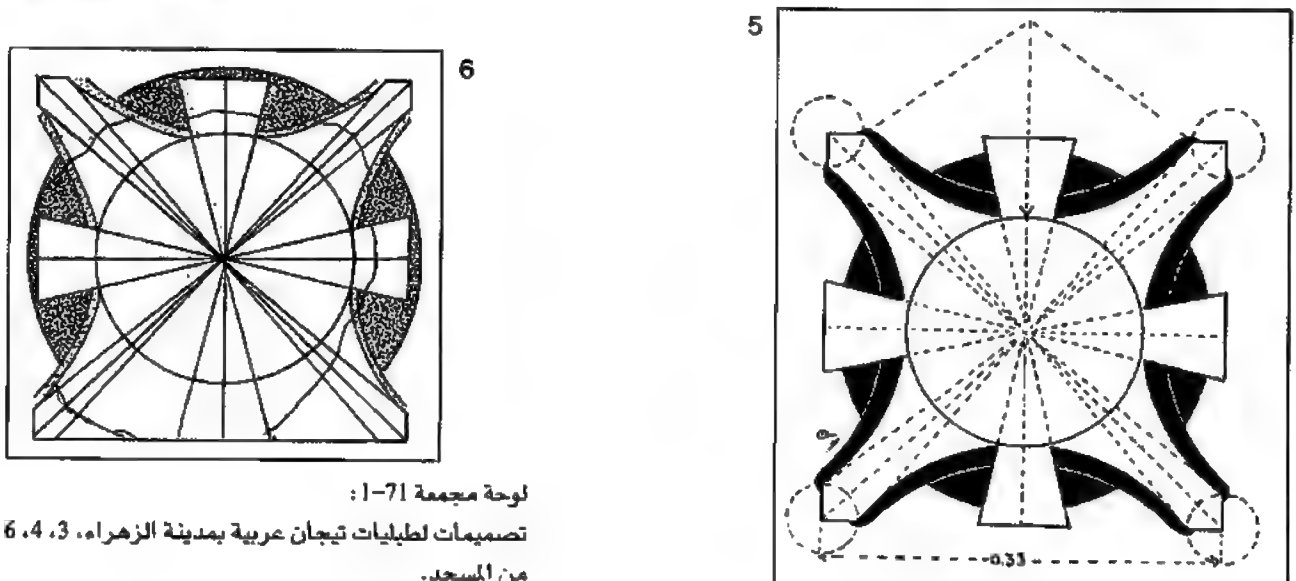 5
6
0.33
لوحة مجمعة 71-1:
تصميمات لطبليات تيجان عربية بمدينة الزهراء، 3، 4، 6
من المسجد.